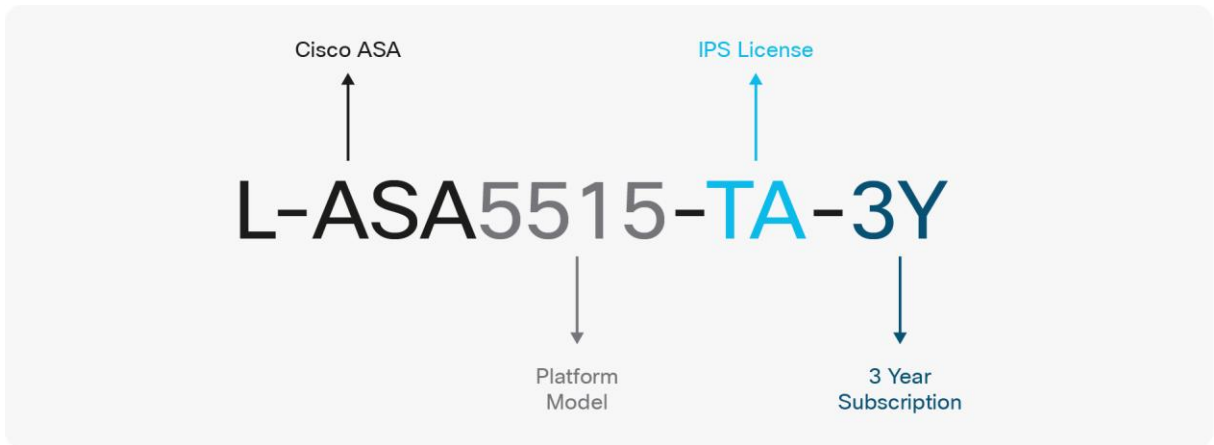 Cisco ASA
IPS License
L-ASA5515-TA-3Y
Platform
Model
3 Year
Subscription